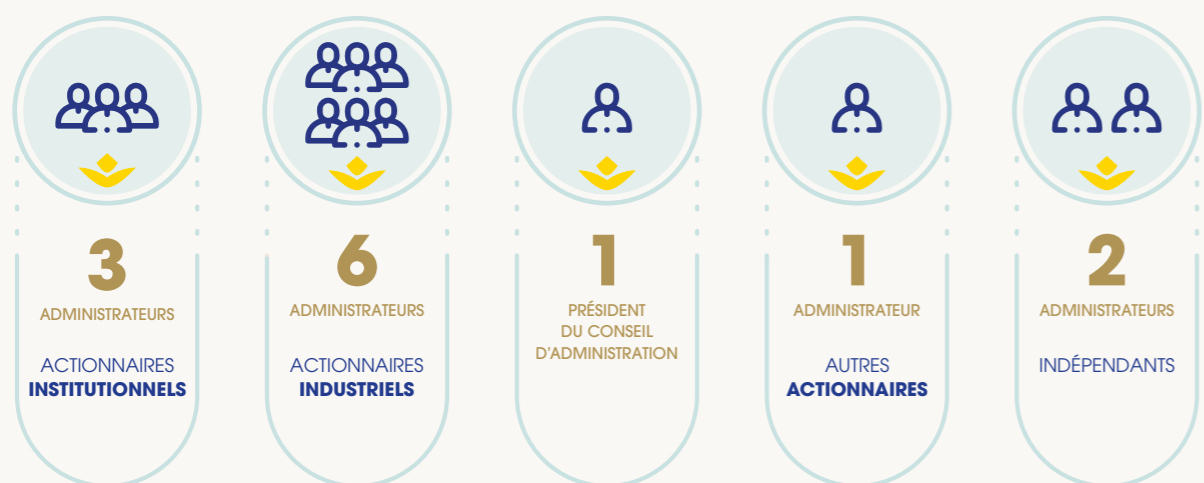 3
ADMINISTRATEURS
ACTIONNAIRES
INSTITUTIONNELS
6
ADMINISTRATEURS
ACTIONNAIRES
INDUSTRIELS
1
PRÉSIDENT
DU CONSEIL
D'ADMINISTRATION
1
ADMINISTRATEUR
AUTRES
ACTIONNAIRES
2
ADMINISTRATEURS
INDÉPENDANTS